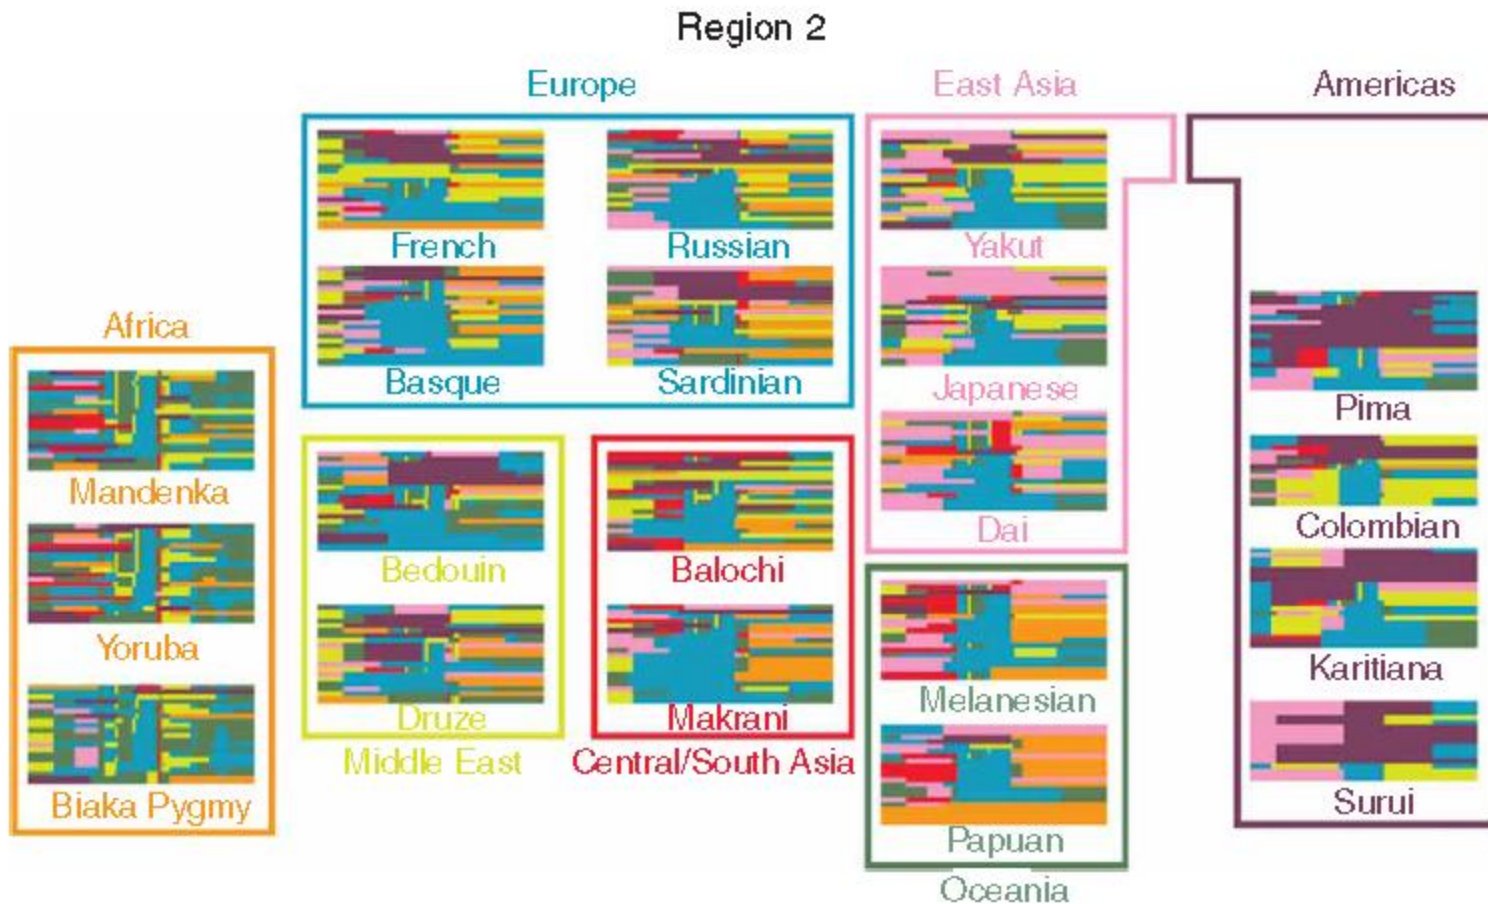 Region 2
Europe
East Asia
Americas
French
Russian
Yakut
Basque
Sardinian
Japanese
Africa
Pima
Mandenka
Dai
Colombian
Bedouin
Balochi
Yoruba
Karitiana
Melanesian
Druze
Makrani
Middle East
Central/South Asia
Biaka Pygmy
Surui
Papuan
Oceania